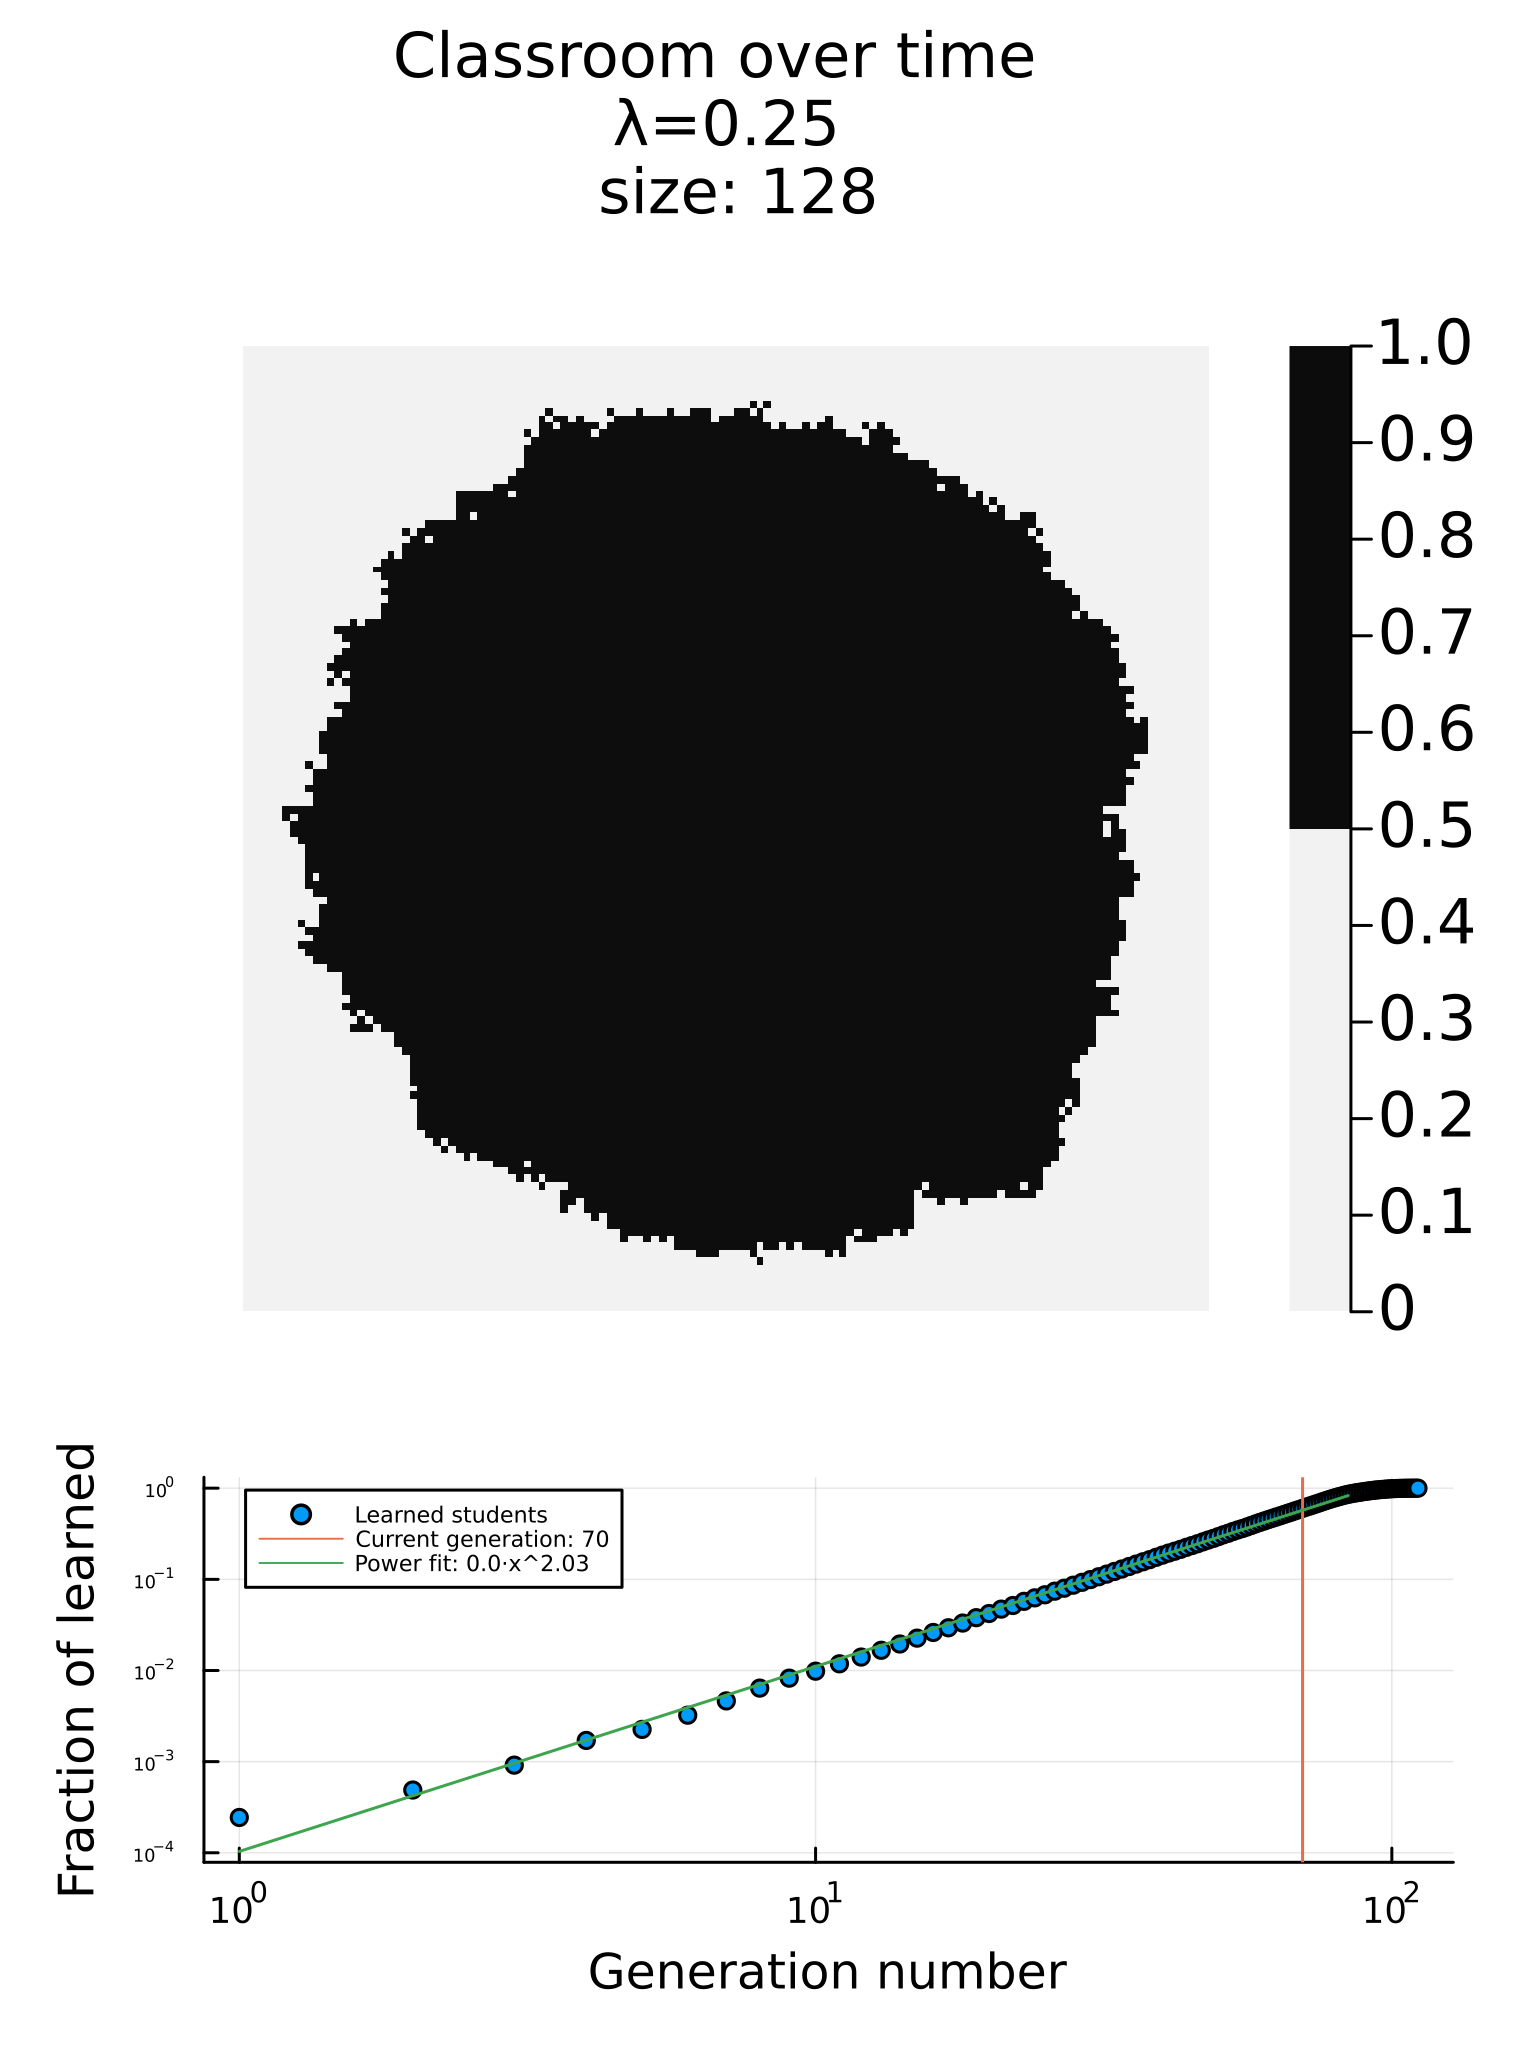 Classroom over time
λ=0.25
size: 128
1.0
0.9
0.8
0.7
0.6
0.5
0.4
0.3
0.2
0.1
0
Fraction of learned
10^0
10^-1
10^-2
10^-3
10^-4
Learned students
Current generation: 70
Power fit: 0.0·x^2.03
10^0 10^1 10^2
Generation number